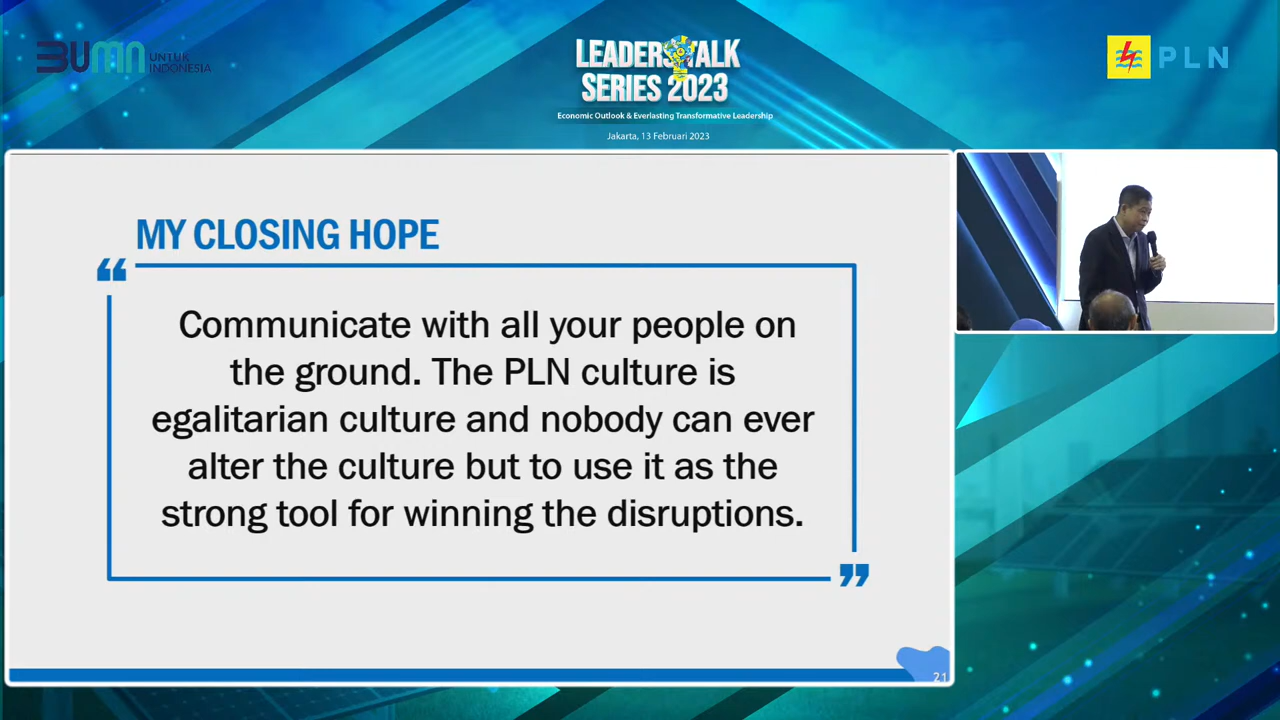 BUMN UNTUK
INDONESIA
LEADERS TALK
SERIES 2023
Economic Outlook & Everlasting Transformative Leadership
Jakarta, 13 Februari 2023
PLN
MY CLOSING HOPE
“
Communicate with all your people on
the ground. The PLN culture is
egalitarian culture and nobody can ever
alter the culture but to use it as the
strong tool for winning the disruptions.
”
21